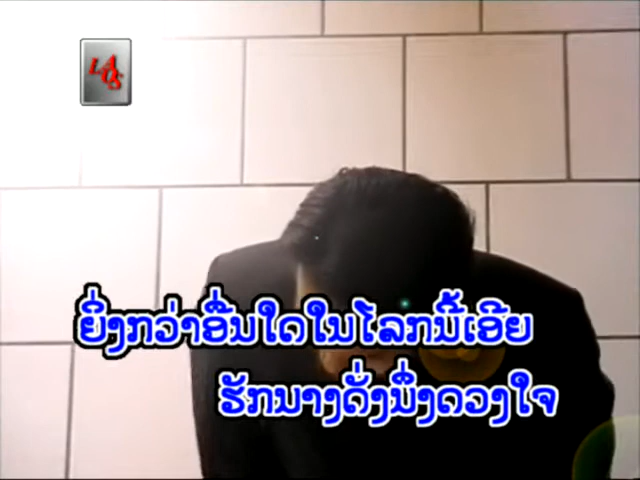 LAOS
ຍິ່ງກວ່າອື່ນໃດໃນໂລກນີ້ເອີຍ
ຮັກນາງດັ່ງນຶ່ງດວງໃຈ